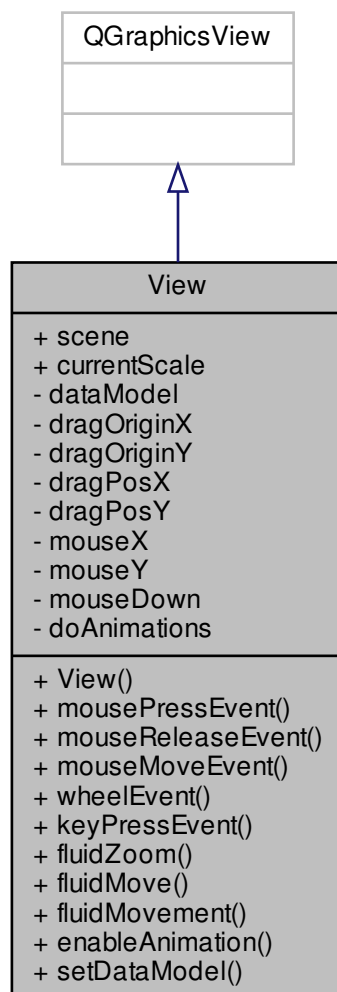 QGraphicsView
View
+ scene
+ currentScale
- dataModel
- dragOriginX
- dragOriginY
- dragPosX
- dragPosY
- mouseX
- mouseY
- mouseDown
- doAnimations
+ View()
+ mousePressEvent()
+ mouseReleaseEvent()
+ mouseMoveEvent()
+ wheelEvent()
+ keyPressEvent()
+ fluidZoom()
+ fluidMove()
+ fluidMovement()
+ enableAnimation()
+ setDataModel()